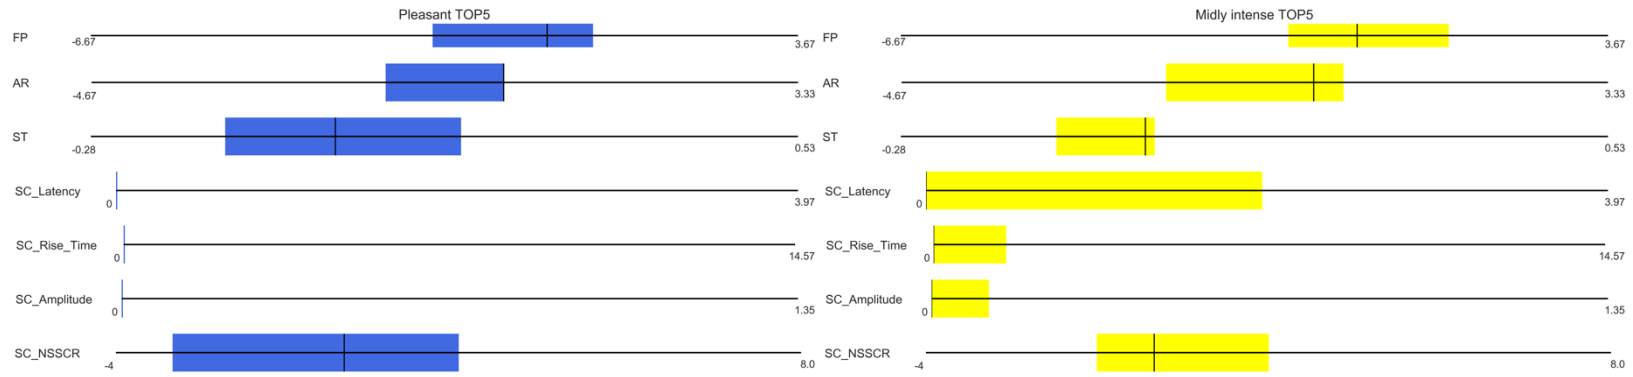 Pleasant TOP5
FP -6.67 3.67
AR -4.67 3.33
ST -0.28 0.53
SC_Latency 0 3.97
SC_Rise_Time 0 14.57
SC_Amplitude 0 1.35
SC_NSSCR -4 8.0
Midly intense TOP5
FP -6.67 3.67
AR -4.67 3.33
ST -0.28 0.53
SC_Latency 0 3.97
SC_Rise_Time 0 14.57
SC_Amplitude 0 1.35
SC_NSSCR -4 8.0